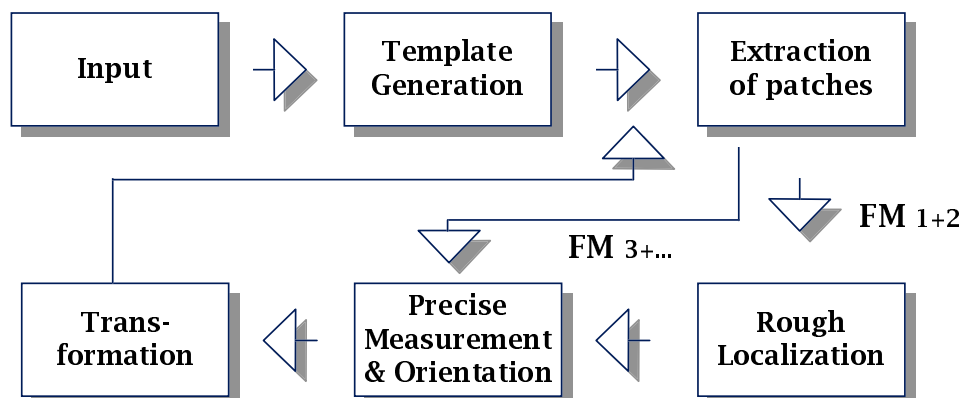 Input
Template
Generation
Extraction
of patches
FM 1+2
FM 3+...
Trans-
formation
Precise
Measurement
& Orientation
Rough
Localization